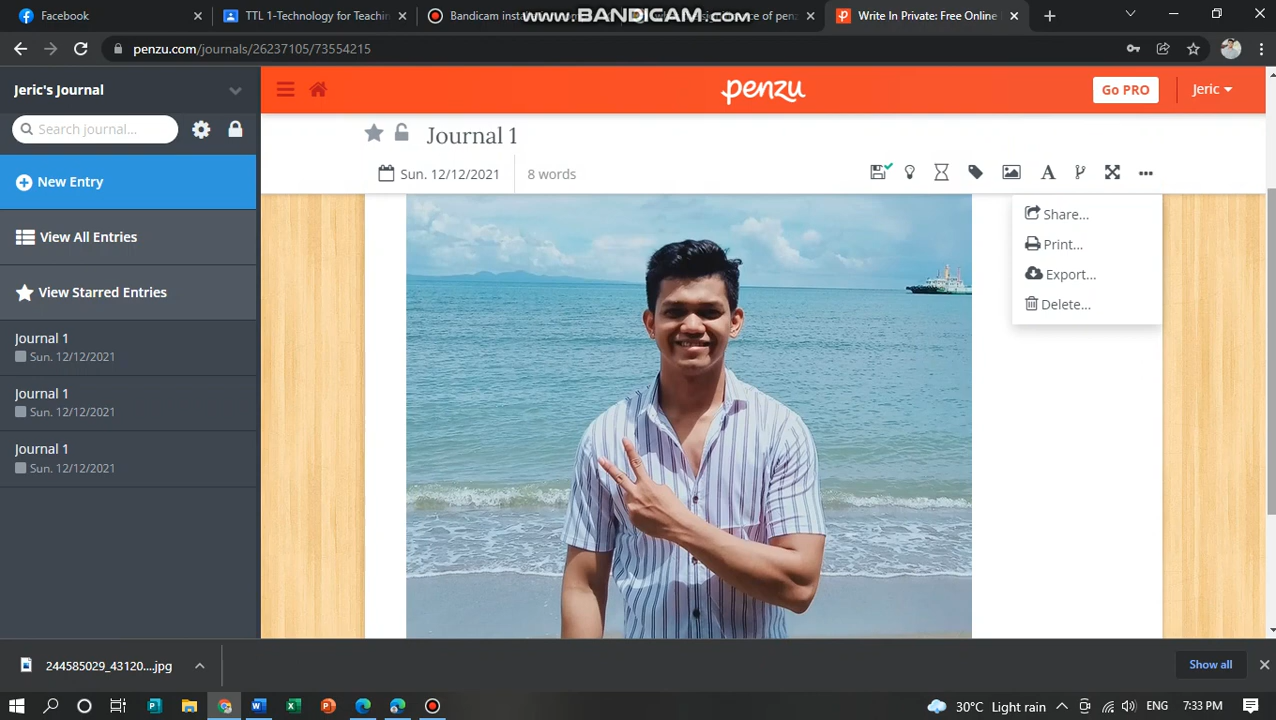 Facebook
TTL 1-Technology for Teachin
Bandicam inst
www.BANDICAM.com
ce of penz
Write In Private: Free Online
penzu.com/journals/26237105/73554215
Jeric's Journal
penzu
Go PRO
Jeric
Search journal...
Journal 1
Sun. 12/12/2021
8 words
New Entry
Share...
View All Entries
Print...
Export...
View Starred Entries
Delete...
Journal 1
Sun. 12/12/2021
Journal 1
Sun. 12/12/2021
Journal 1
Sun. 12/12/2021
244585029_43120....jpg
Show all
30°C Light rain
7:33 PM